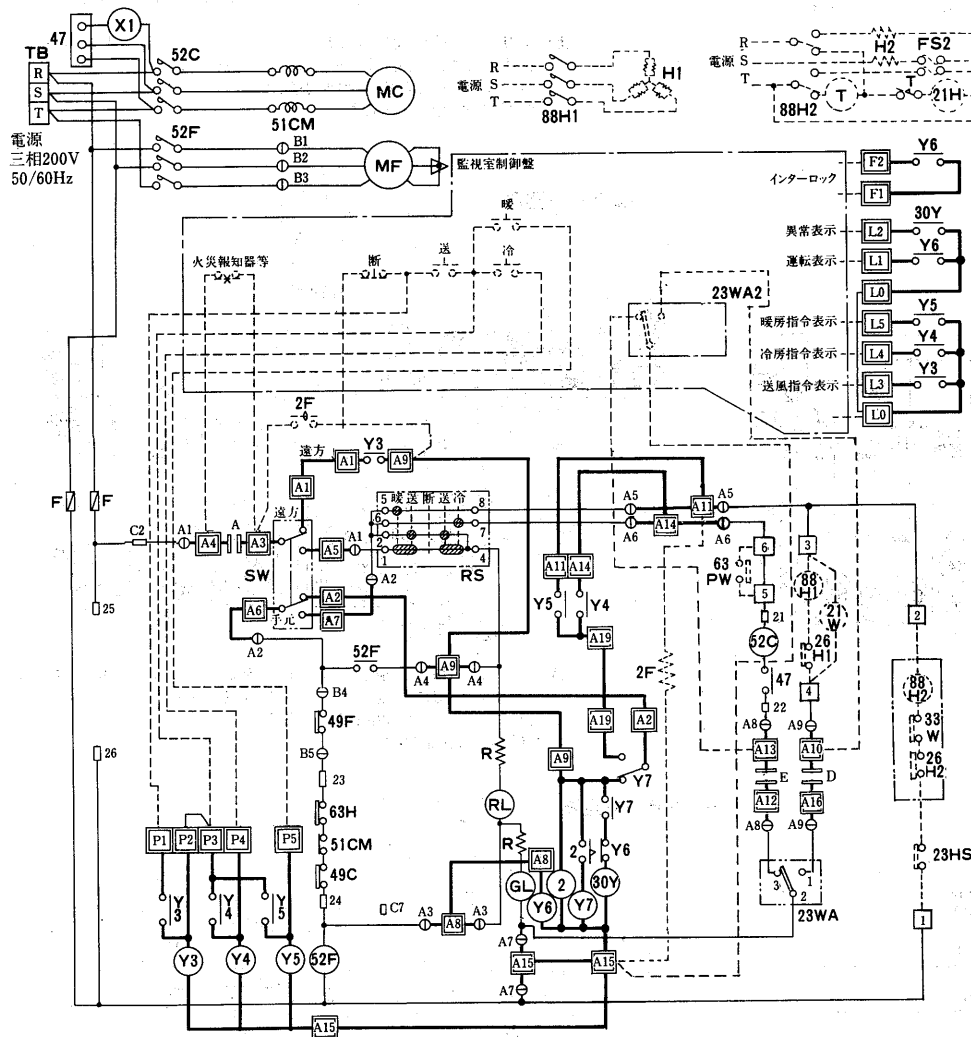 47
X1
TB
R
S
T
電源
三相200V
50/60Hz
52C
51CM
MC
52F
B1
B2
B3
MF
監視室制御盤
R
電源 S
T
88H1
H1
R
電源 S
T
88H2
H2
FS2
T
T
21H
インターロック
F2
Y6
F1
異常表示
L2
30Y
運転表示
L1
Y6
L0
暖房指令表示
L5
Y5
冷房指令表示
L4
Y4
送風指令表示
L3
Y3
L0
火災報知器等
断
送
暖
冷
23WA2
2F
遠方
A1
Y3
A9
A1
F
F
C2
A1
A4
A
A3
遠方
SW
手元
A5
A1
A2
A7
A6
A2
A2
5 暖送断送冷 8
6
7
2
1
4
RS
A5
A6
A11
A14
A5
A6
A11
A14
Y5
Y4
A19
A19
2F
6
63
PW
5
21
52C
47
22
A8
A13
E
A12
A8
3
88
H1
21
W
26
H1
4
A9
A10
D
A16
A9
3
1
2
23WA
2
88
H2
33
W
26
H2
23HS
1
25
26
52F
A4
A9
A4
B4
49F
B5
23
63H
51CM
49C
24
52F
R
RL
R
GL
C7
A3
A8
A3
A8
A9
A2
Y7
Y7
2
Y6
Y6
2
Y7
30Y
A7
A15
A7
A15
P1
P2
P3
P4
P5
Y3
Y4
Y5
Y3
Y4
Y5
A15